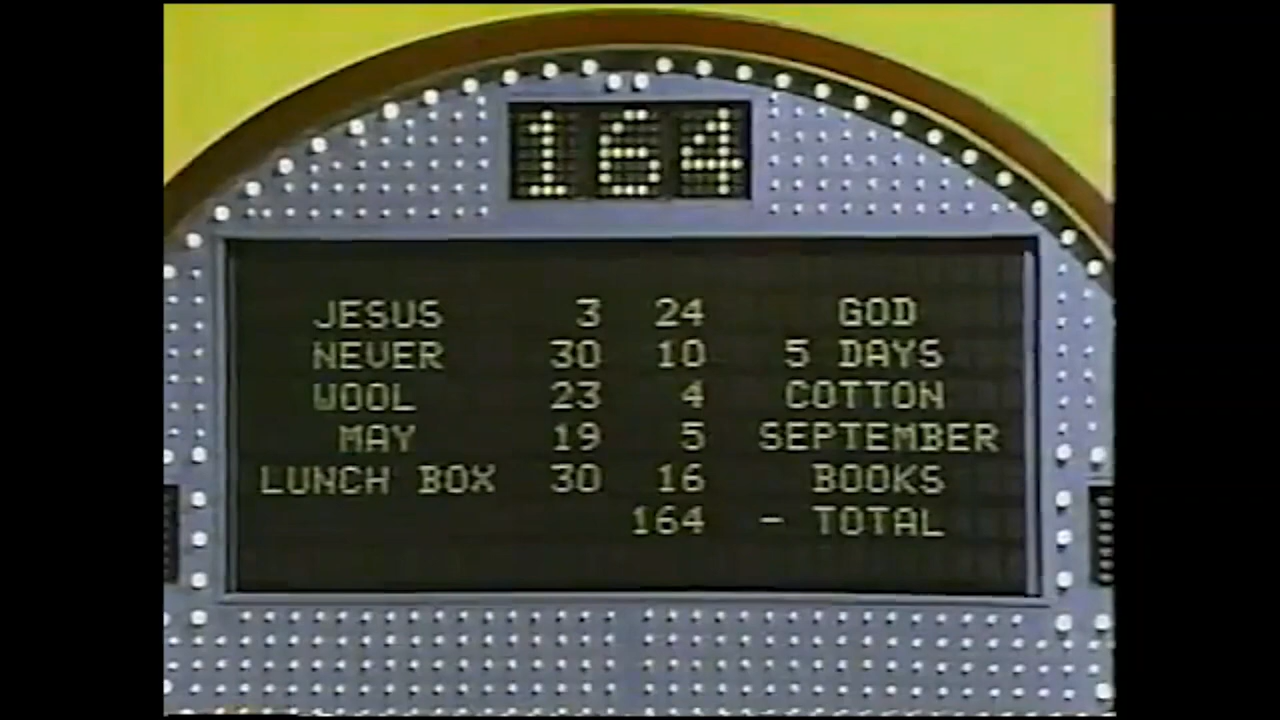 164
JESUS 3 24 GOD
NEVER 30 10 5 DAYS
WOOL 23 4 COTTON
MAY 19 5 SEPTEMBER
LUNCH BOX 30 16 BOOKS
164 - TOTAL